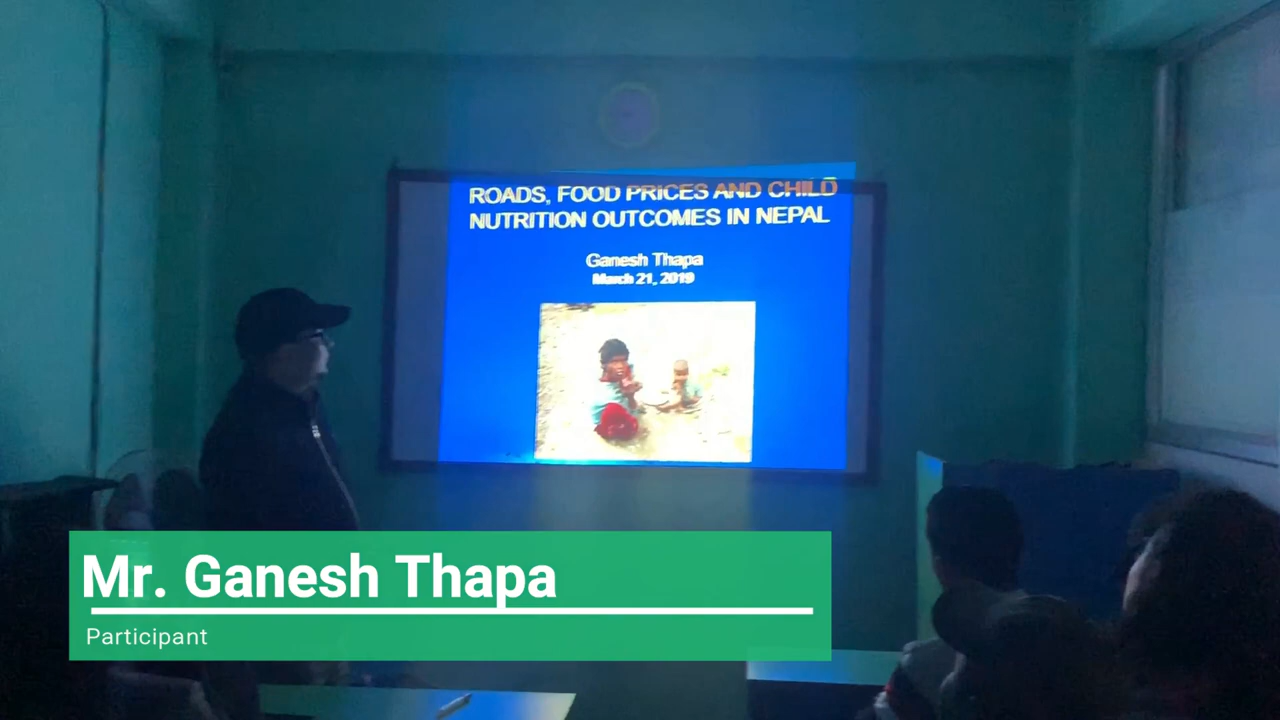 ROADS, FOOD PRICES AND CHILD
NUTRITION OUTCOMES IN NEPAL
Ganesh Thapa
March 21, 2019
Mr. Ganesh Thapa
Participant